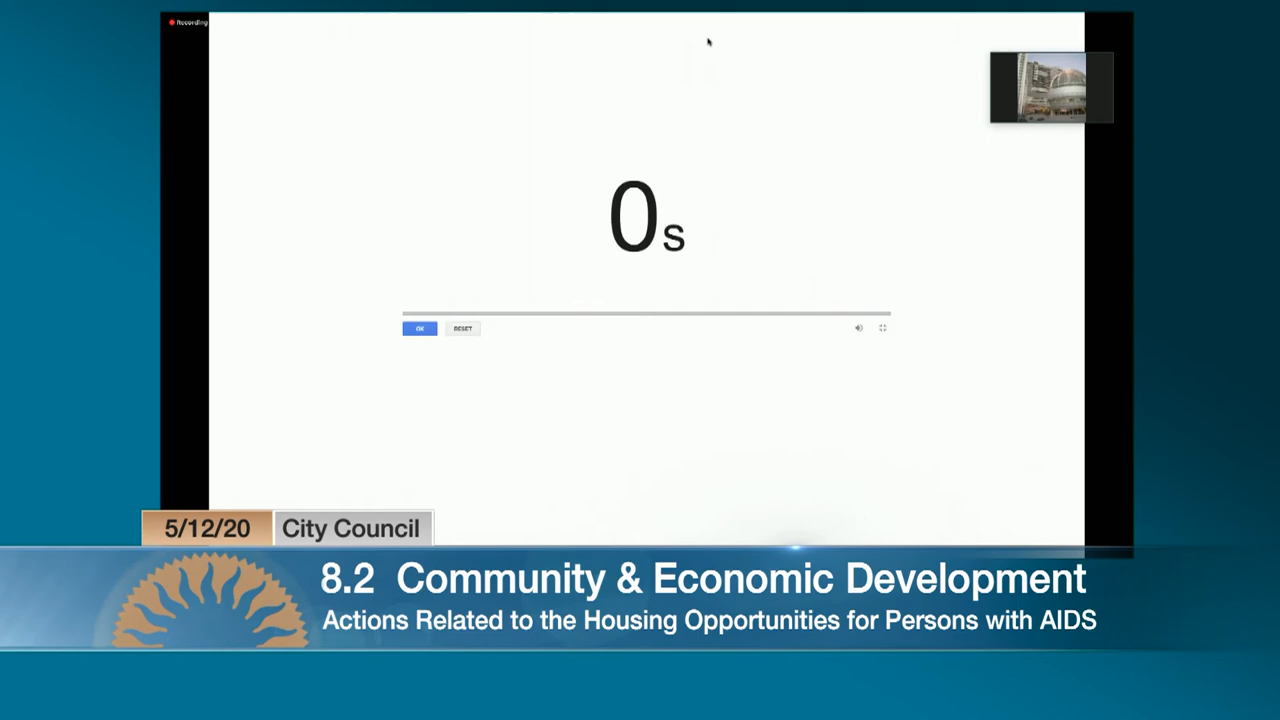 Recording
0s
OK
RESET
5/12/20
City Council
8.2 Community & Economic Development
Actions Related to the Housing Opportunities for Persons with AIDS